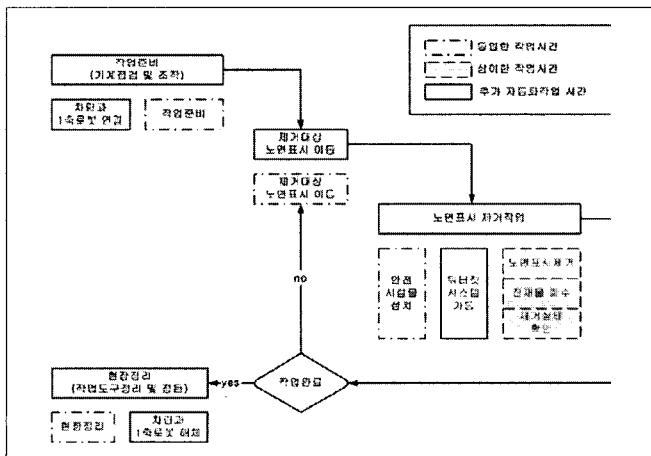 작업준비
(기계점검 및 조작)
차량과
1축로봇 연결
작업준비
제거대상
노면표시 이동
제거대상
노면표시 이동
동일한 작업시간
상이한 작업시간
추가 자동화작업 시간
노면표시 제거작업
안전
시설물
설치
워터젯
시스템
가동
노면표시제거
잔재물 회수
제거상태
확인
no
작업완료
yes
현장정리
(작업도구정리 및 정돈)
현장정리
차량과
1축로봇 해체